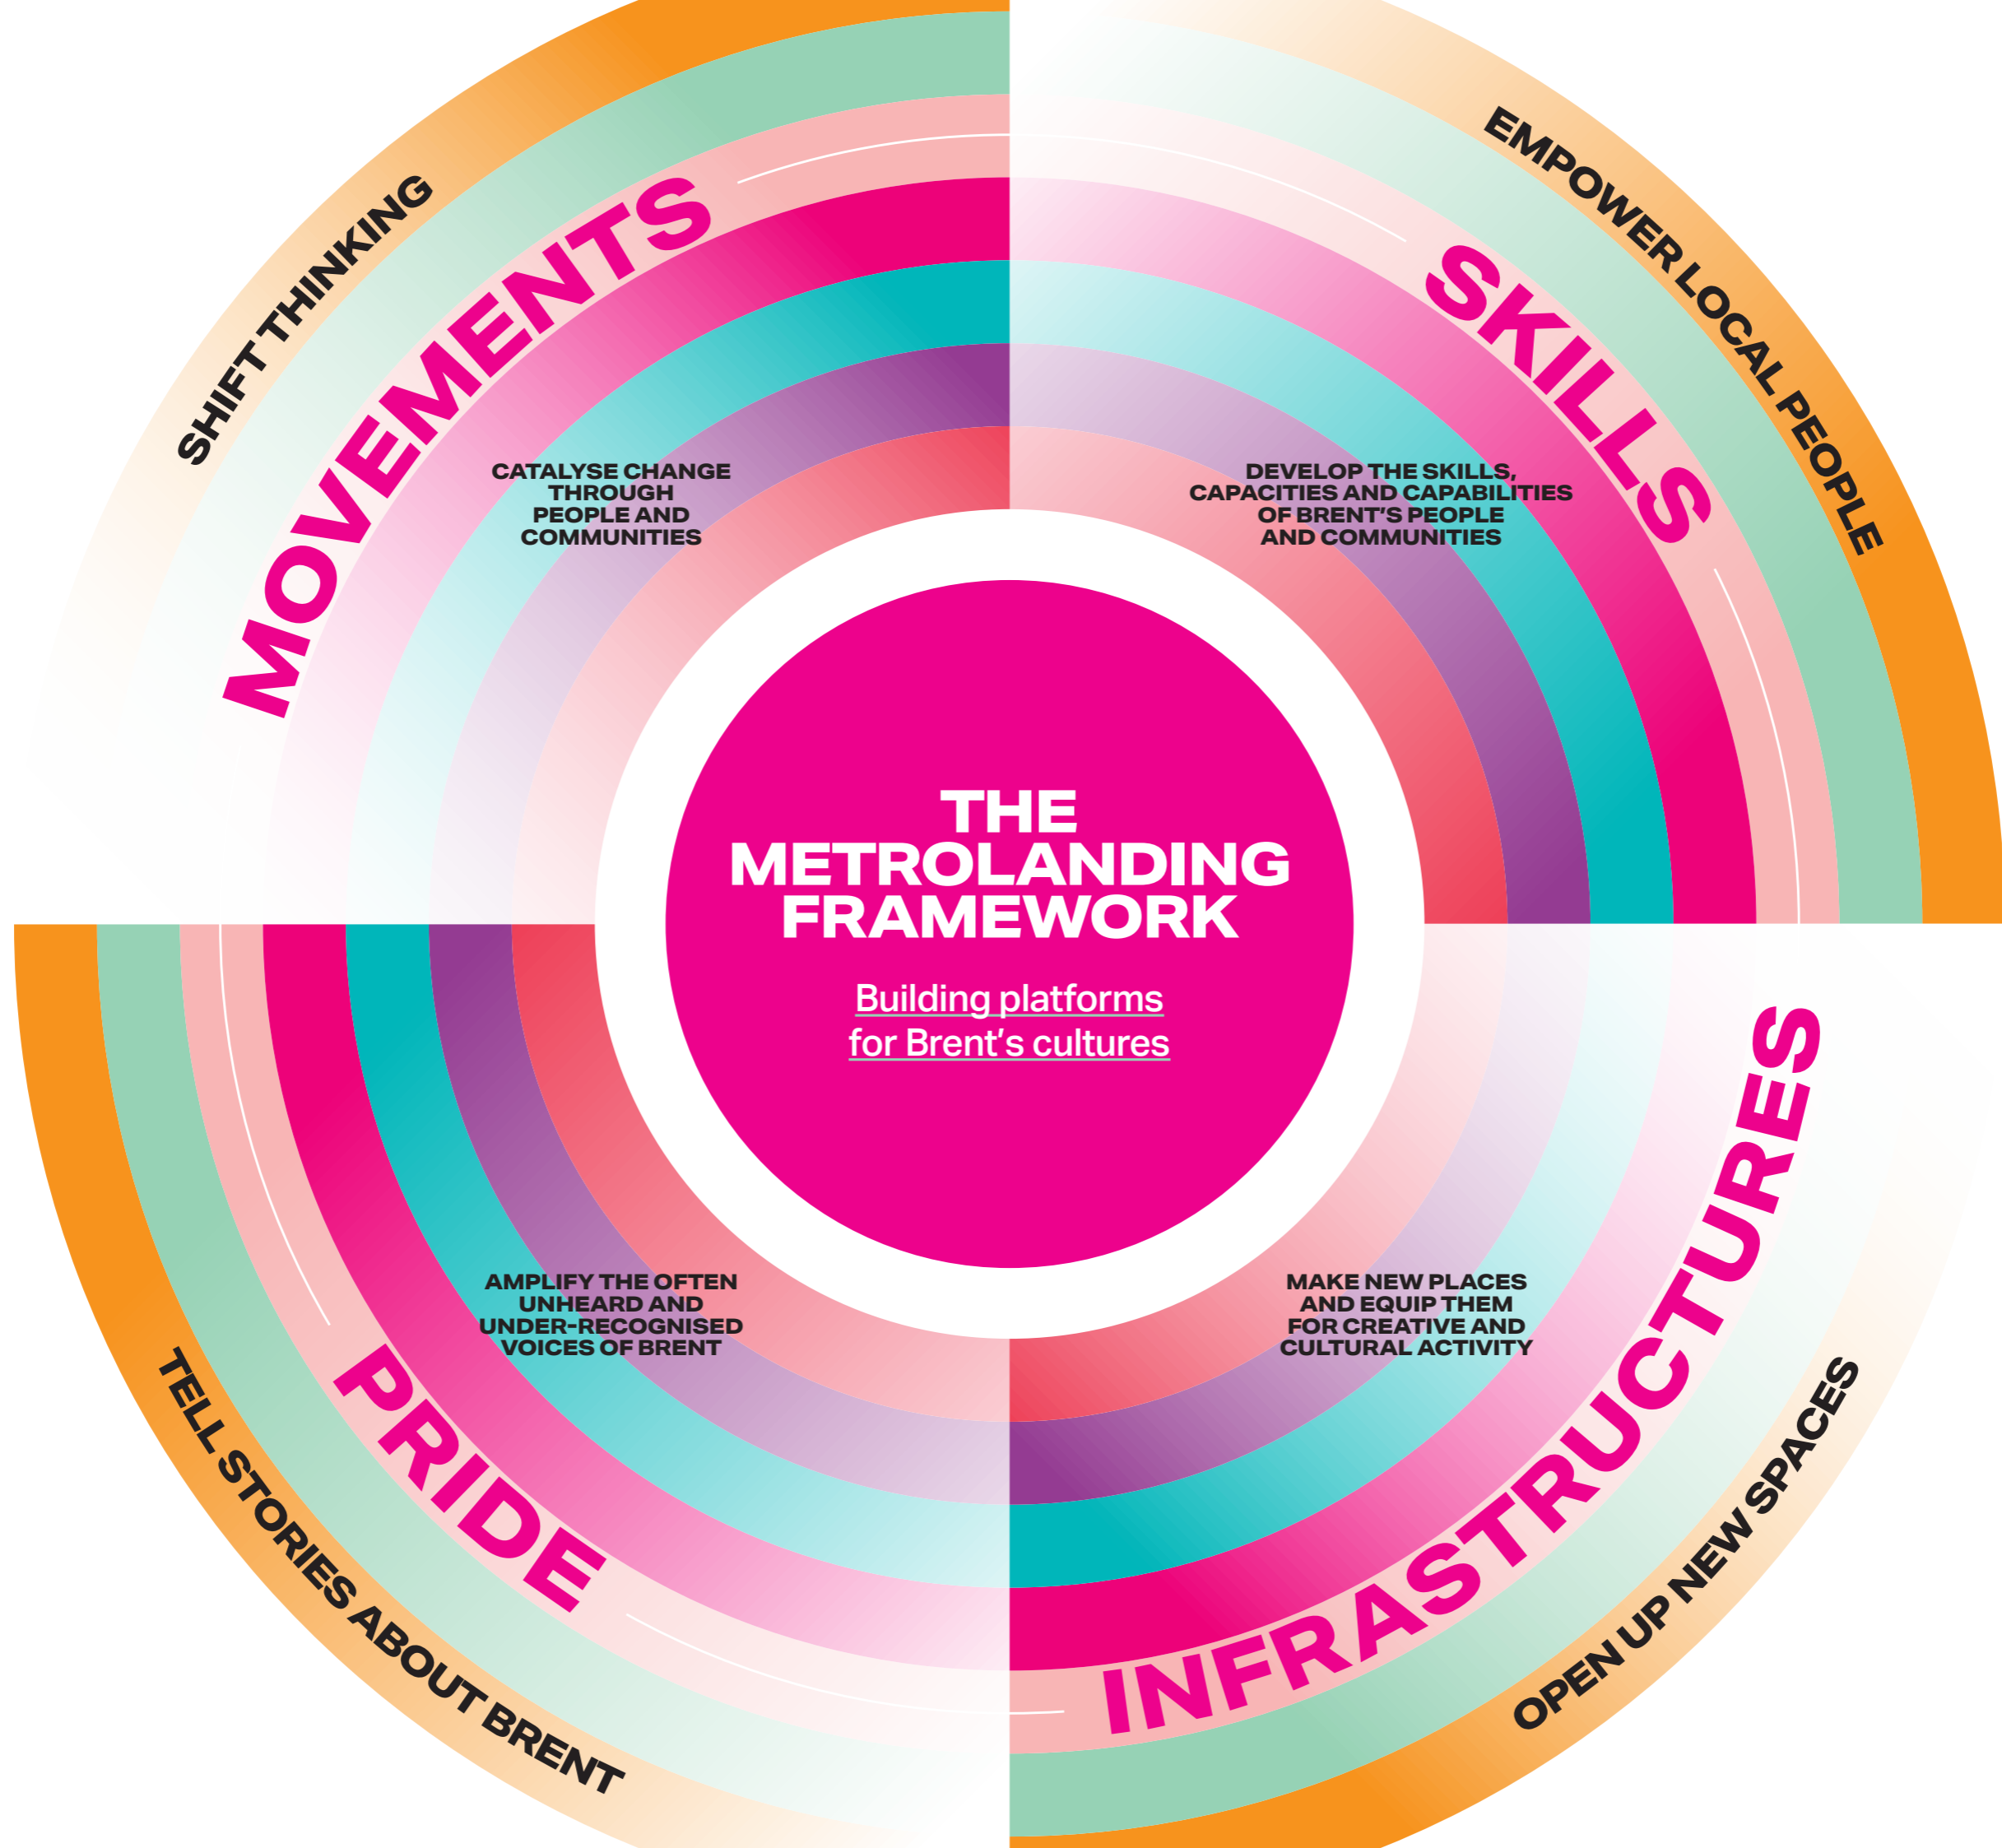 SHIFT THINKING
MOVEMENTS
CATALYSE CHANGE
THROUGH
PEOPLE AND
COMMUNITIES
EMPOWER LOCAL PEOPLE
SKILLS
DEVELOP THE SKILLS,
CAPACITIES AND CAPABILITIES
OF BRENT'S PEOPLE
AND COMMUNITIES
THE
METROLANDING
FRAMEWORK
Building platforms
for Brent's cultures
AMPLIFY THE OFTEN
UNHEARD AND
UNDER-RECOGNISED
VOICES OF BRENT
PRIDE
TELL STORIES ABOUT BRENT
MAKE NEW PLACES
AND EQUIP THEM
FOR CREATIVE AND
CULTURAL ACTIVITY
INFRASTRUCTURES
OPEN UP NEW SPACES